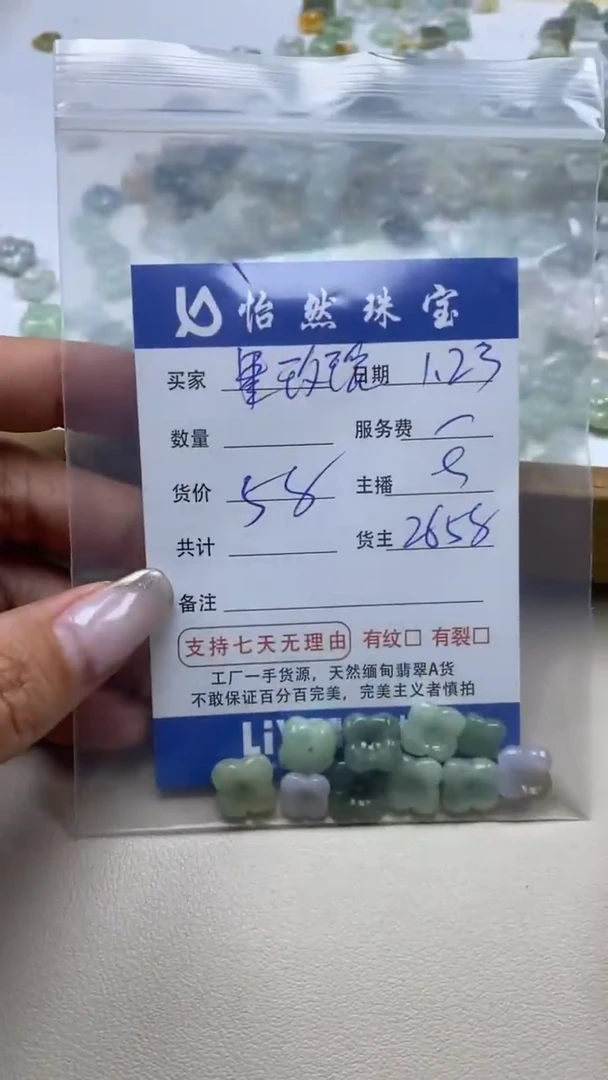 怡然珠宝
买家 日期 1.23
数量 服务费
货价 58 主播
共计 货主 2658
备注
支持七天无理由 有纹□ 有裂□
工厂一手货源，天然缅甸翡翠A货
不敢保证百分百完美，完美主义者慎拍